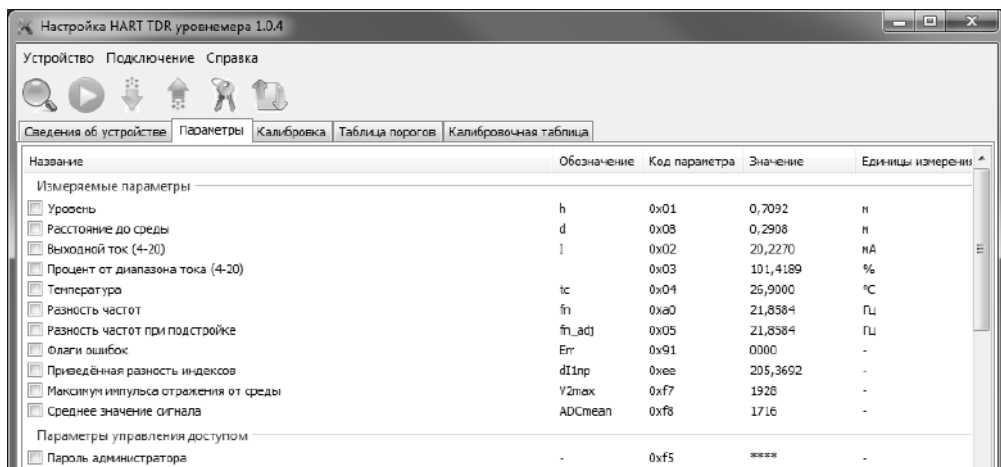 Настройка HART TDR уровнемера 1.0.4
Устройство Подключение Справка
Сведения об устройстве Параметры Калибровка Таблица порогов Калибровочная таблица
Название Обозначение Код параметра Значение Единицы измерения
Измеряемые параметры
Уровень h 0x01 0,7092 м
Расстояние до среды d 0x08 0,2908 м
Выходной ток (4-20) I 0x02 20,2270 мА
Процент от диапазона тока (4-20) 0x03 101,4189 %
Температура tc 0x04 26,9000 °C
Разность частот fn 0xa0 21,8584 Гц
Разность частот при подстройке fn_adj 0x05 21,8584 Гц
Флаги ошибок Err 0x91 0000 -
Приведённая разность индексов dI1np 0xee 205,3692 -
Максимум импульса отражения от среды Y2max 0xf7 1928 -
Среднее значение сигнала ADCmean 0xf8 1716 -
Параметры управления доступом
Пароль администратора - 0xf5 **** -